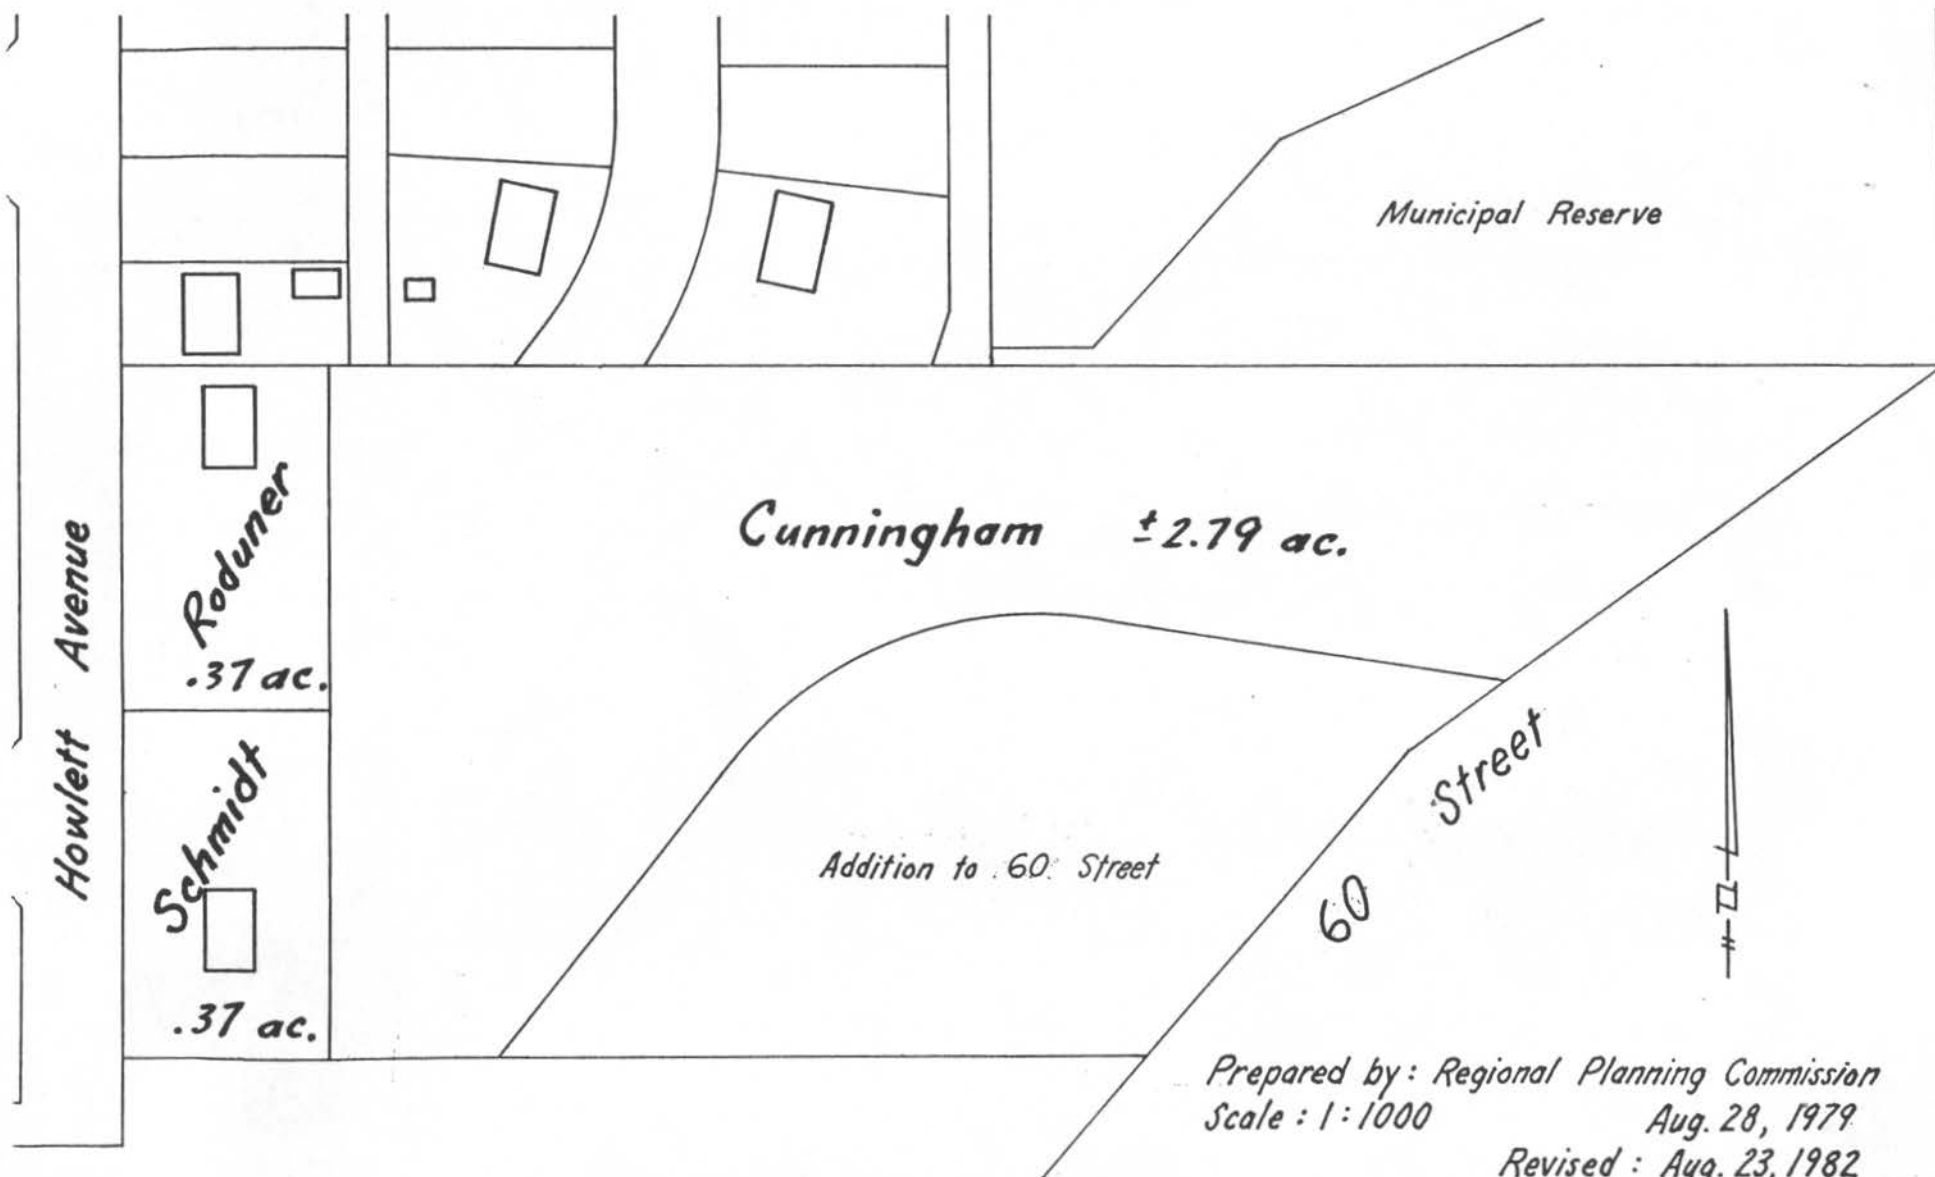 Municipal Reserve
Cunningham ±2.79 ac.
Roduner
.37 ac.
Howlett Avenue
Schmidt
.37 ac.
Addition to 60 Street
60 Street
Prepared by: Regional Planning Commission
Scale: 1:1000 Aug. 28, 1979
Revised: Aug. 23, 1982